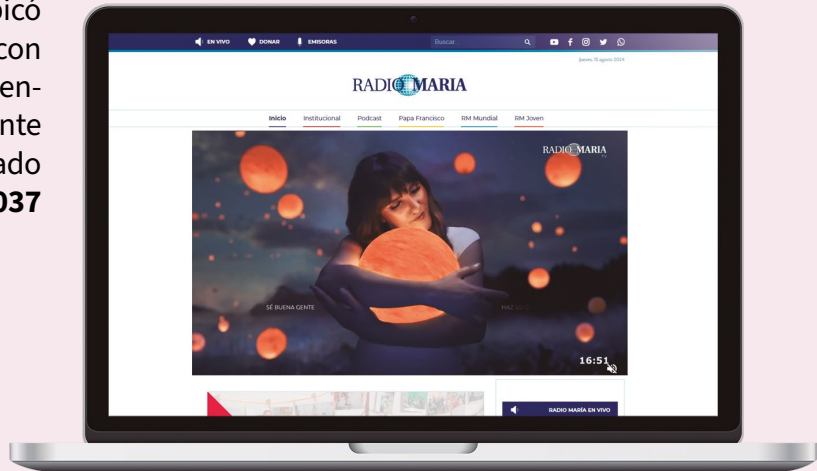 picó
con
en-
nte
ado
037
EN VIVO DONAR EMISORAS Buscar...
jueves, 15 agosto 2024
RADIO MARIA
Inicio Institucional Podcast Papa Francisco RM Mundial RM Joven
RADIO MARIA
TV
SÉ BUENA GENTE
16:51
RADIO MARÍA EN VIVO